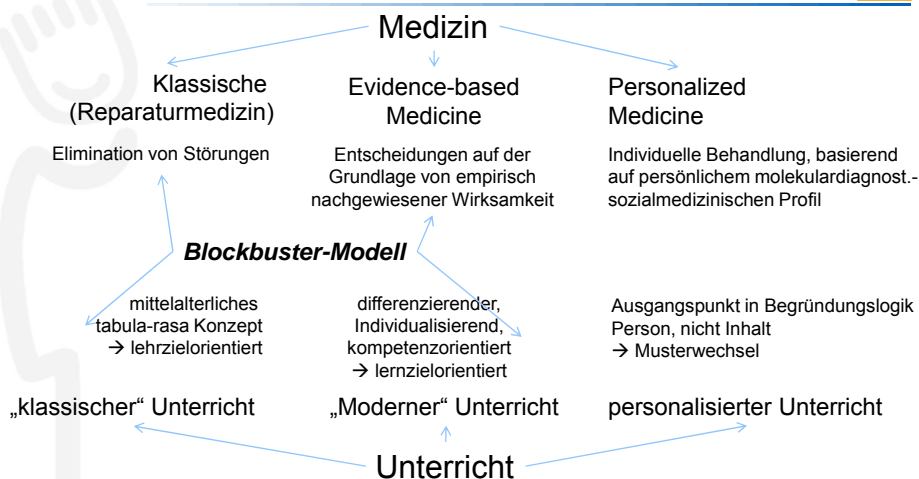 Medizin
Klassische
(Reparaturmedizin)
Elimination von Störungen
Evidence-based
Medicine
Entscheidungen auf der
Grundlage von empirisch
nachgewiesener Wirksamkeit
Personalized
Medicine
Individuelle Behandlung, basierend
auf persönlichem molekulardiagnost.-
sozialmedizinischen Profil
Blockbuster-Modell
mittelalterliches
tabula-rasa Konzept
→ lehrzielorientiert
„klassischer“ Unterricht
differenzierender,
Individualisierend,
kompetenzorientiert
→ lernzielorientiert
„Moderner“ Unterricht
Ausgangspunkt in Begründungslogik
Person, nicht Inhalt
→ Musterwechsel
personalisierter Unterricht
Unterricht